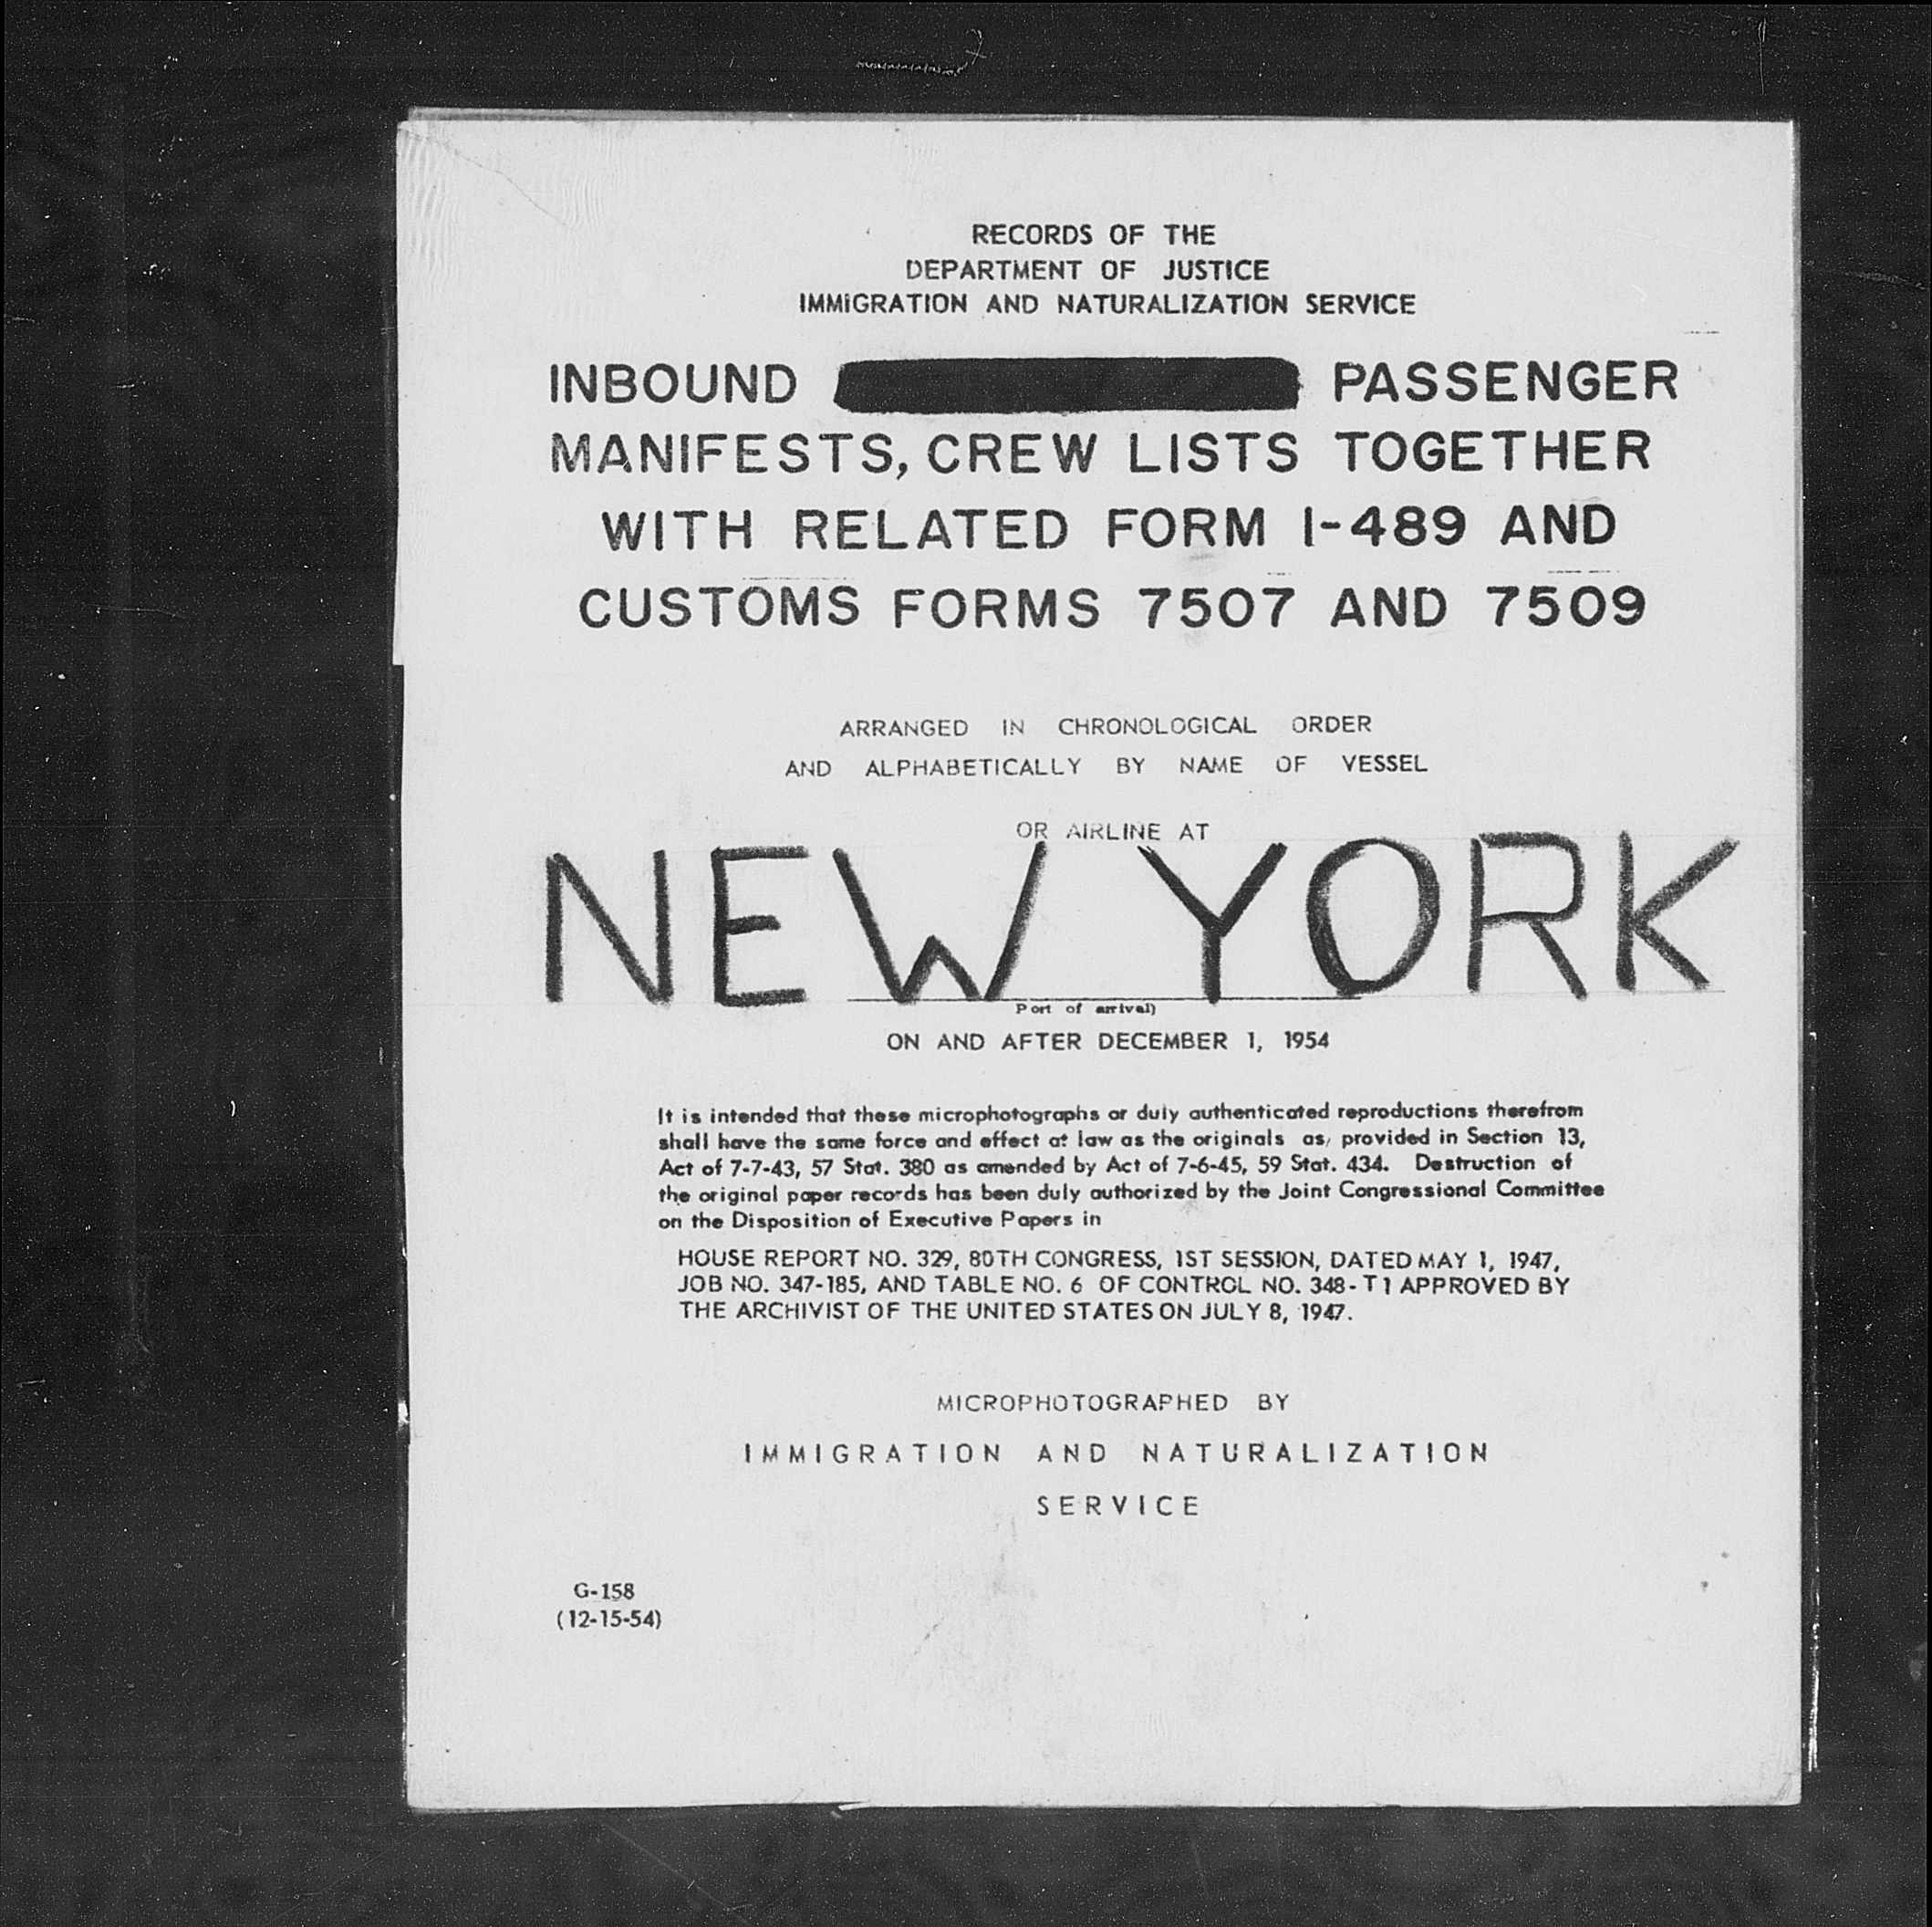 RECORDS OF THE
DEPARTMENT OF JUSTICE
IMMIGRATION AND NATURALIZATION SERVICE
INBOUND PASSENGER
MANIFESTS, CREW LISTS TOGETHER
WITH RELATED FORM I-489 AND
CUSTOMS FORMS 7507 AND 7509
ARRANGED IN CHRONOLOGICAL ORDER
AND ALPHABETICALLY BY NAME OF VESSEL
OR AIRLINE AT
NEW YORK
Port of arrival)
ON AND AFTER DECEMBER 1, 1954
It is intended that these microphotographs or duly authenticated reproductions therefrom
shall have the same force and effect at law as the originals as, provided in Section 13,
Act of 7-7-43, 57 Stat. 380 as amended by Act of 7-6-45, 59 Stat. 434. Destruction of
the original paper records has been duly authorized by the Joint Congressional Committee
on the Disposition of Executive Papers in
HOUSE REPORT NO. 329, 80TH CONGRESS, 1ST SESSION, DATED MAY 1, 1947,
JOB NO. 347-185, AND TABLE NO. 6 OF CONTROL NO. 348-T1 APPROVED BY
THE ARCHIVIST OF THE UNITED STATES ON JULY 8, 1947.
MICROPHOTOGRAPHED BY
IMMIGRATION AND NATURALIZATION
SERVICE
G-158
(12-15-54)